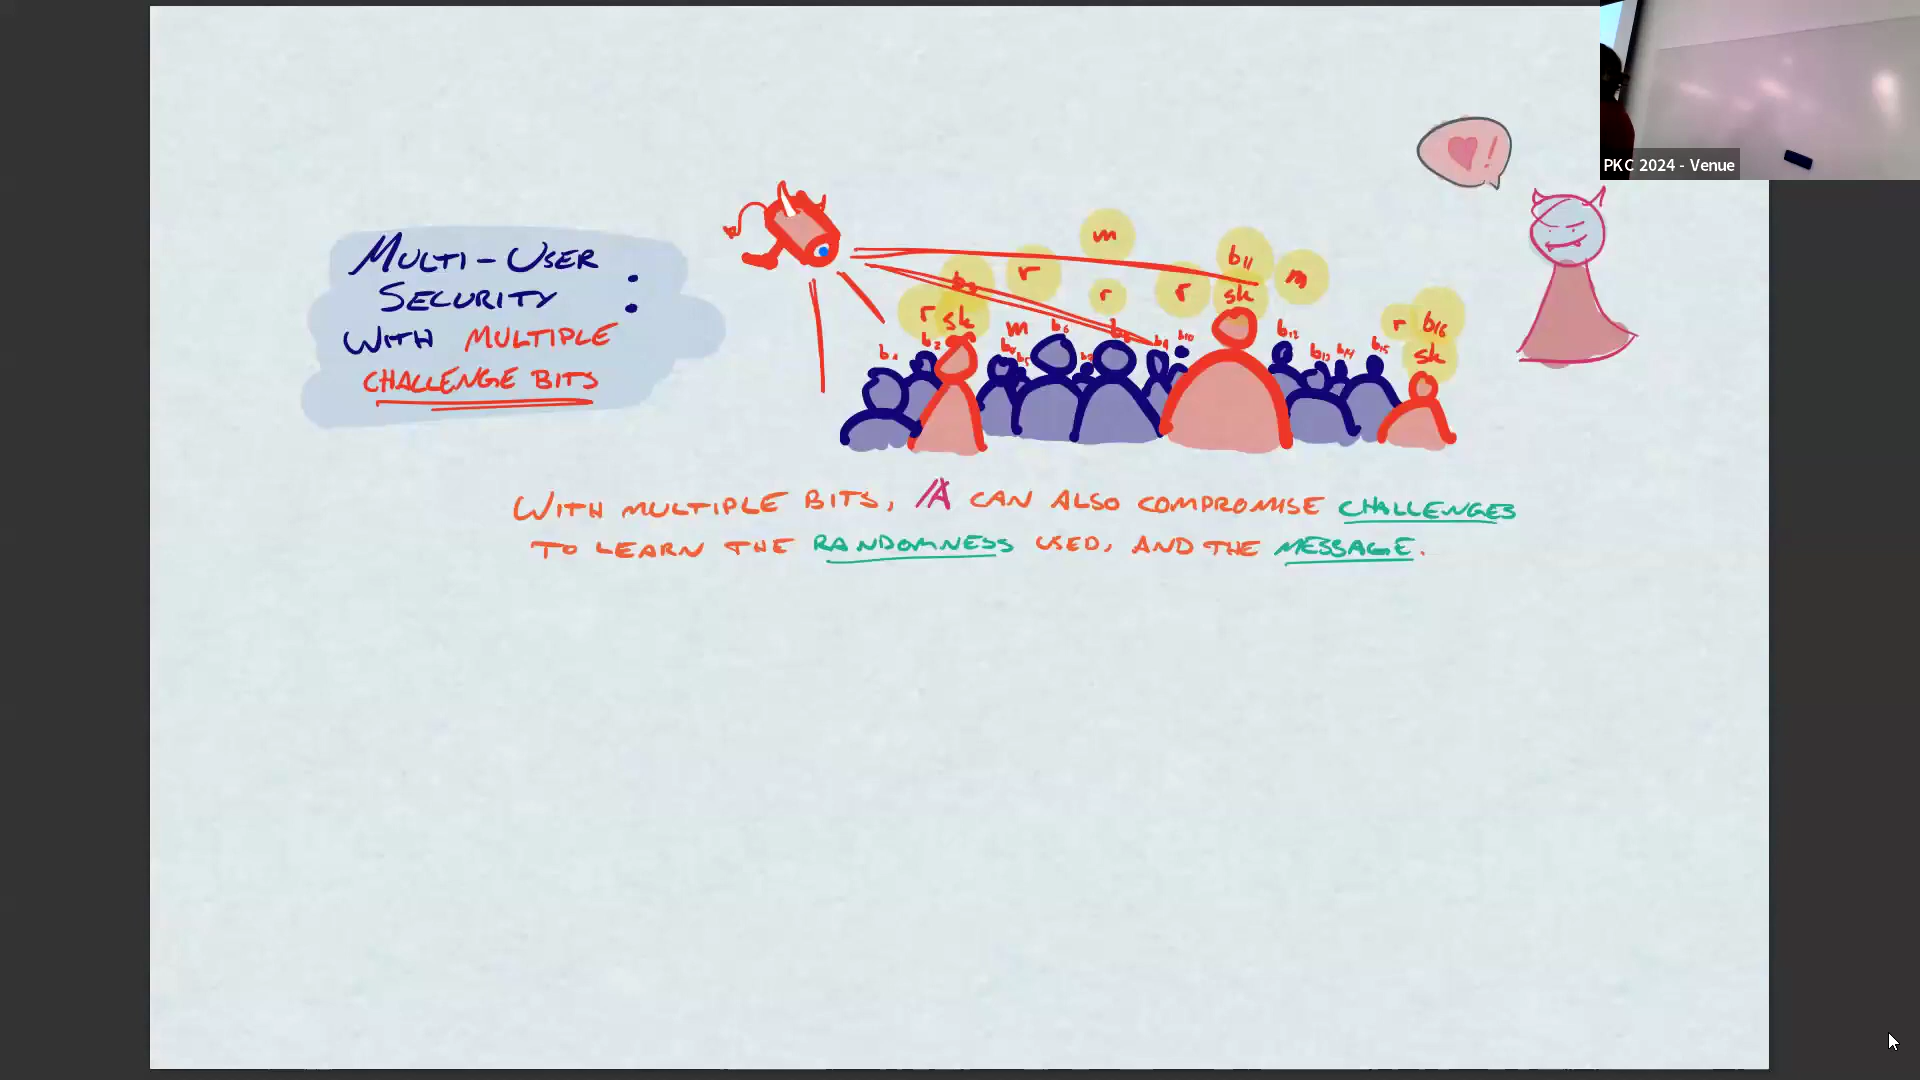 PKC 2024 - Venue
MULTI-USER
SECURITY :
WITH MULTIPLE
CHALLENGE BITS
♥!
m
r
b₁₁
m
r
r
sk
r
sk
m
b₆
b₁₂
r
b₁₆
sk
b₁
b₂
b₉
b₁₀
b₁₃
b₁₄
b₁₅
WITH MULTIPLE BITS, A CAN ALSO COMPROMISE CHALLENGES
TO LEARN THE RANDOMNESS USED, AND THE MESSAGE.